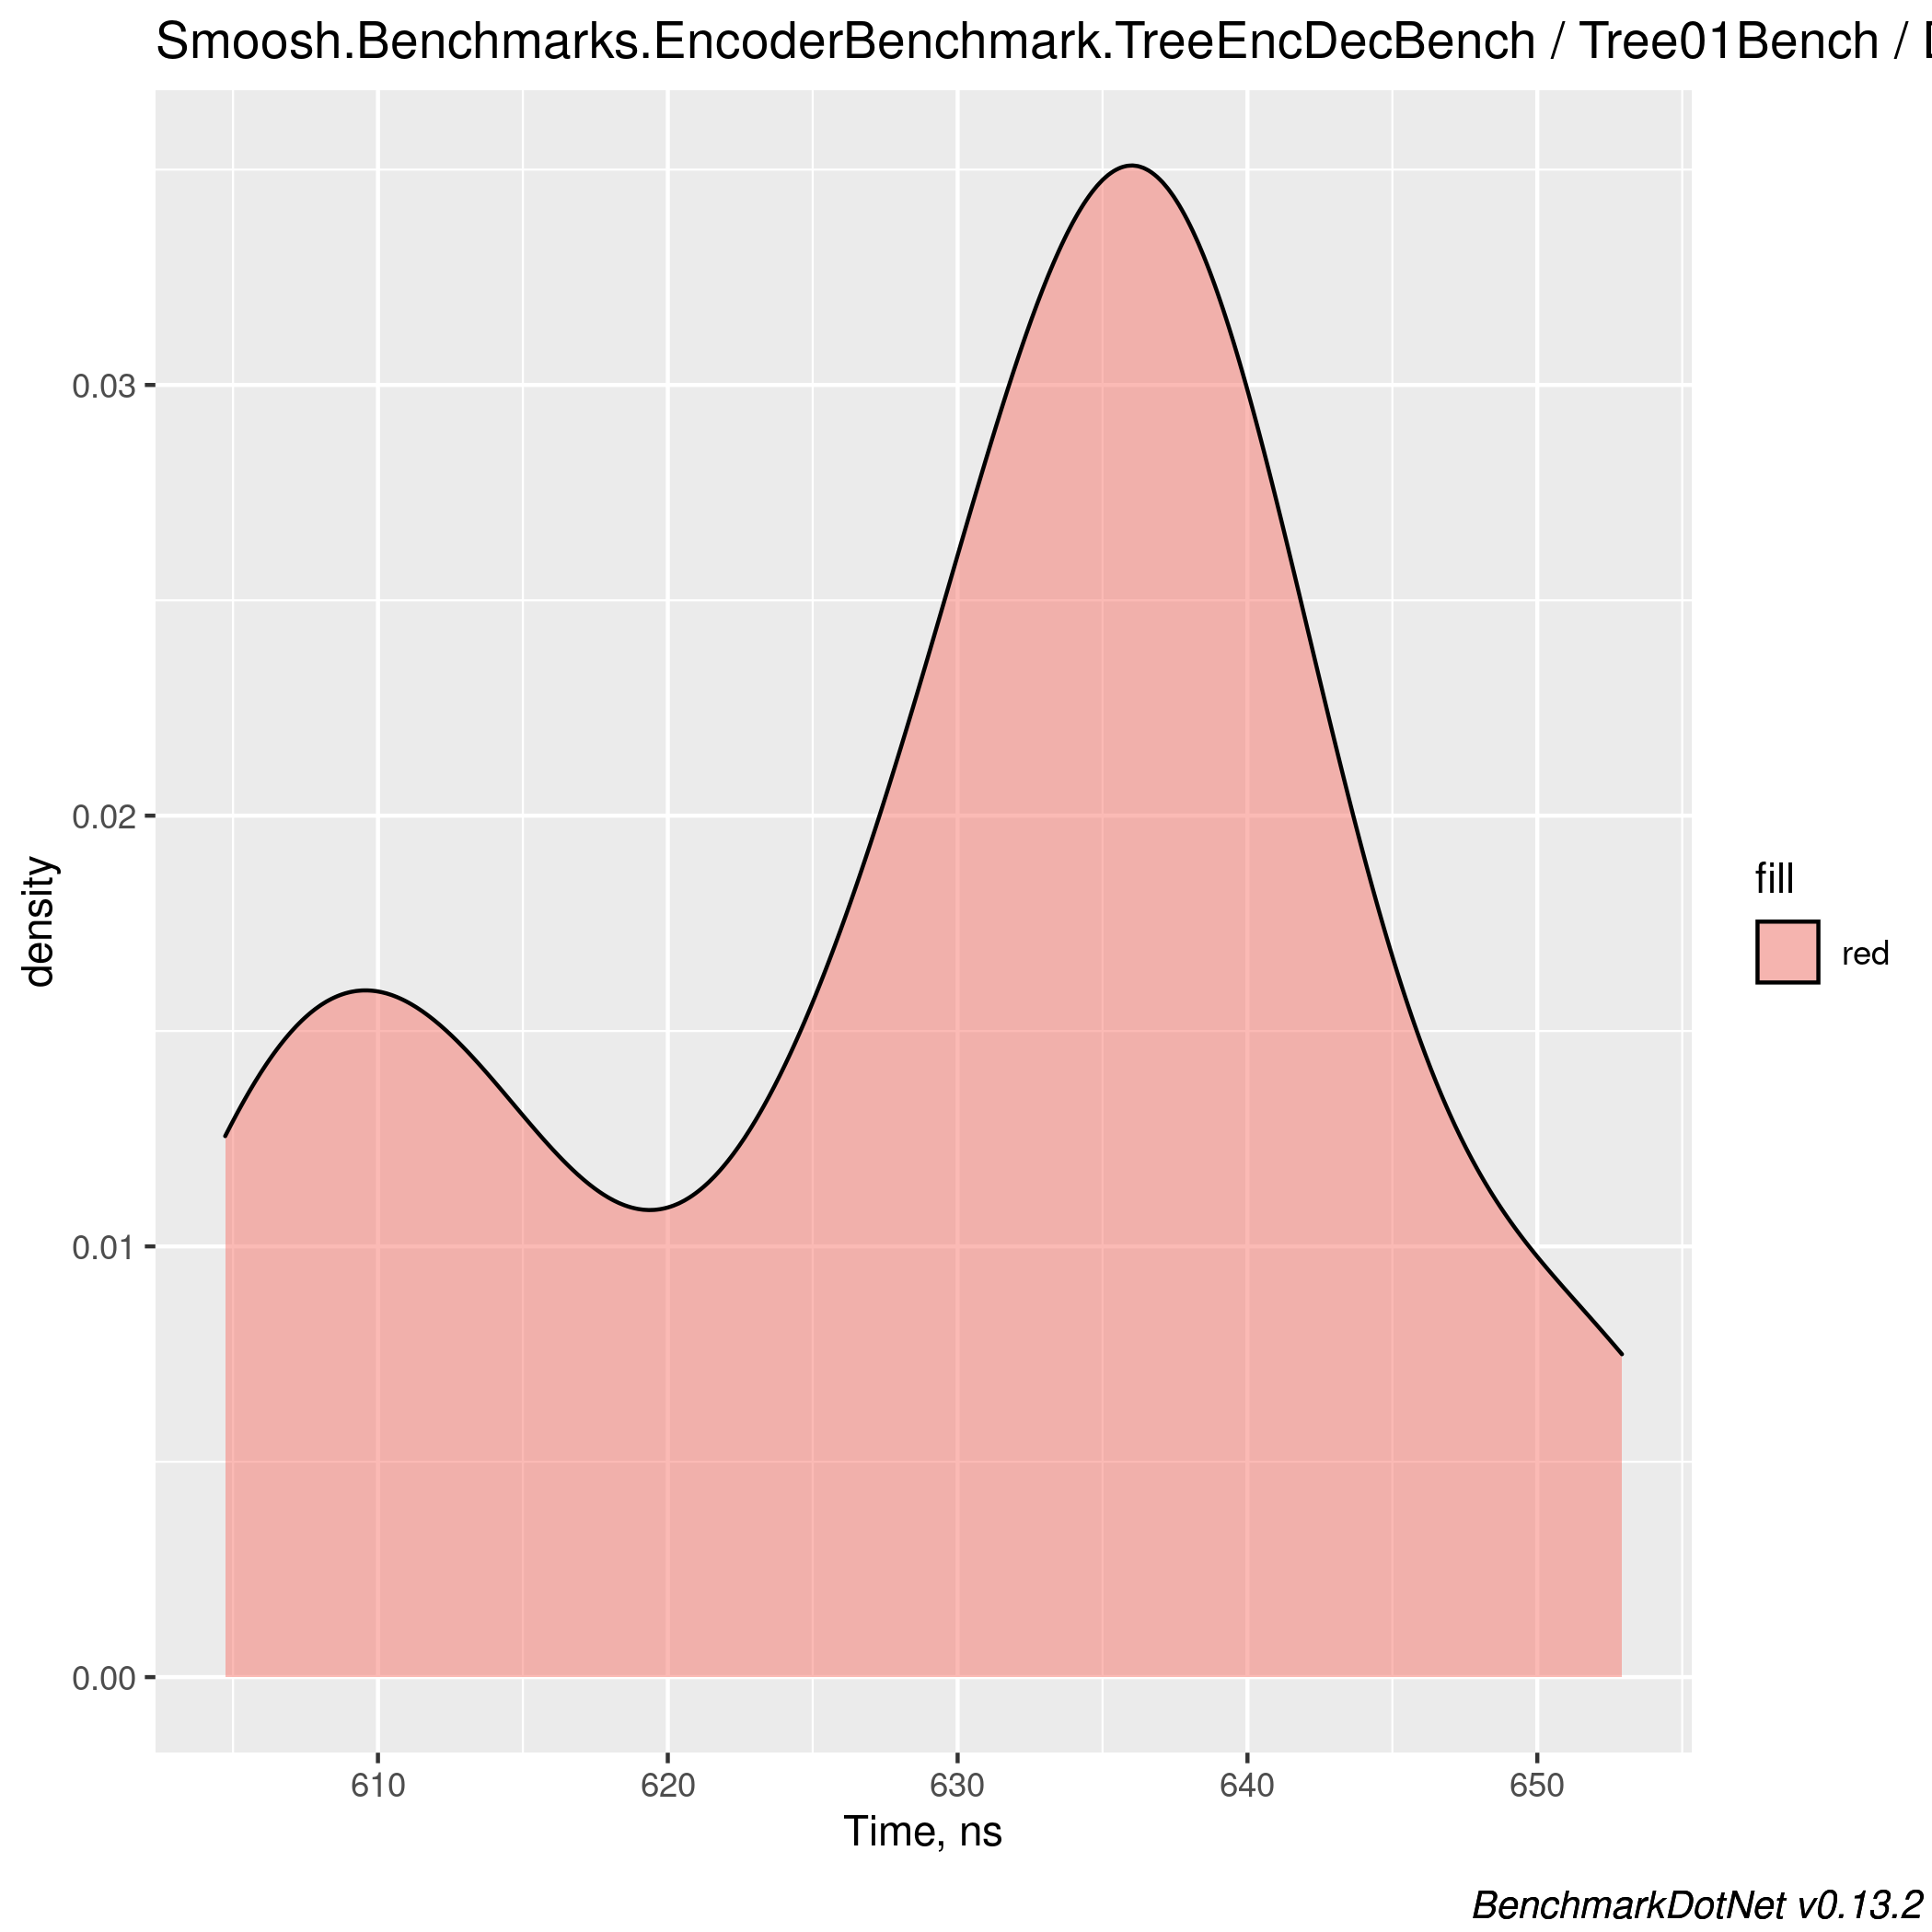 Smoosh.Benchmarks.EncoderBenchmark.TreeEncDecBench / Tree01Bench /
0.03
0.02
0.01
0.00
density
610 620 630 640 650
Time, ns
fill
red
BenchmarkDotNet v0.13.2